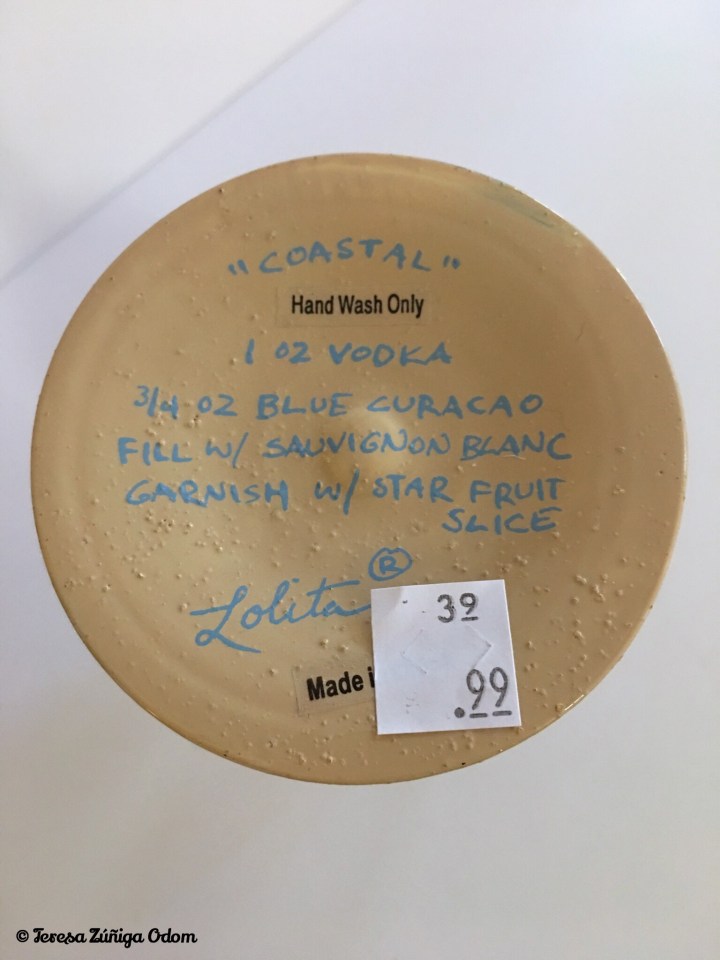 "COASTAL"
Hand Wash Only
1 OZ VODKA
3/4 OZ BLUE CURACAO
FILL W/ SAUVIGNON BLANC
GARNISH W/ STAR FRUIT
SLICE
Lolita®
39
Made i
.99
© Teresa Zúñiga Odom